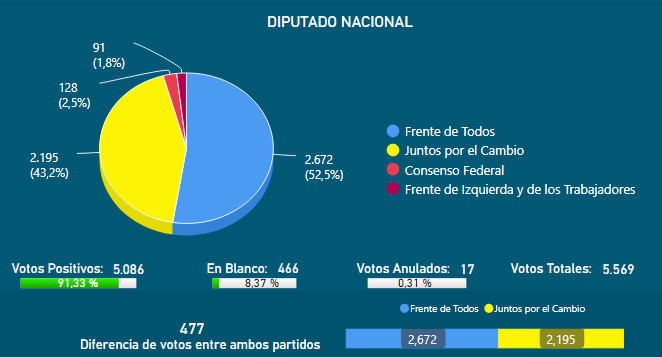 DIPUTADO NACIONAL
91
(1,8%)
128
(2,5%)
2.195
(43,2%)
2.672
(52,5%)
Frente de Todos
Juntos por el Cambio
Consenso Federal
Frente de Izquierda y de los Trabajadores
Votos Positivos: 5.086
91,33 %
En Blanco: 466
8,37 %
Votos Anulados: 17
0,31 %
Votos Totales: 5.569
Frente de Todos Juntos por el Cambio
477
Diferencia de votos entre ambos partidos
2,672 2,195